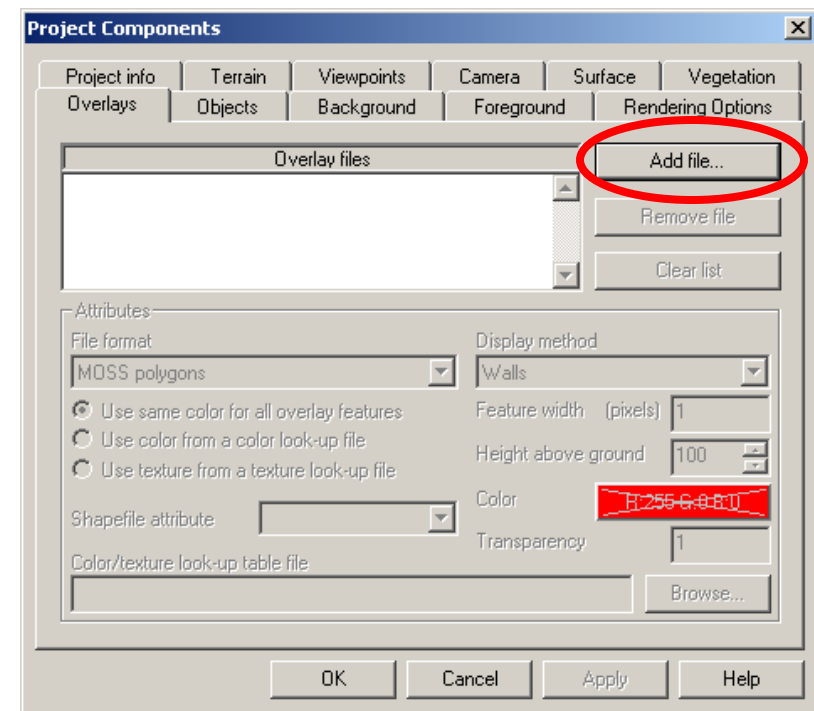 Project Components
Project info Terrain Viewpoints Camera Surface Vegetation
Overlays Objects Background Foreground Rendering Options
Overlay files
Add file...
Remove file
Clear list
Attributes
File format
MOSS polygons
Use same color for all overlay features
Use color from a color look-up file
Use texture from a texture look-up file
Shapefile attribute
Color/texture look-up table file
Display method
Walls
Feature width (pixels) 1
Height above ground 100
Color R:255 G:0 B:0
Transparency 1
Browse...
OK Cancel Apply Help